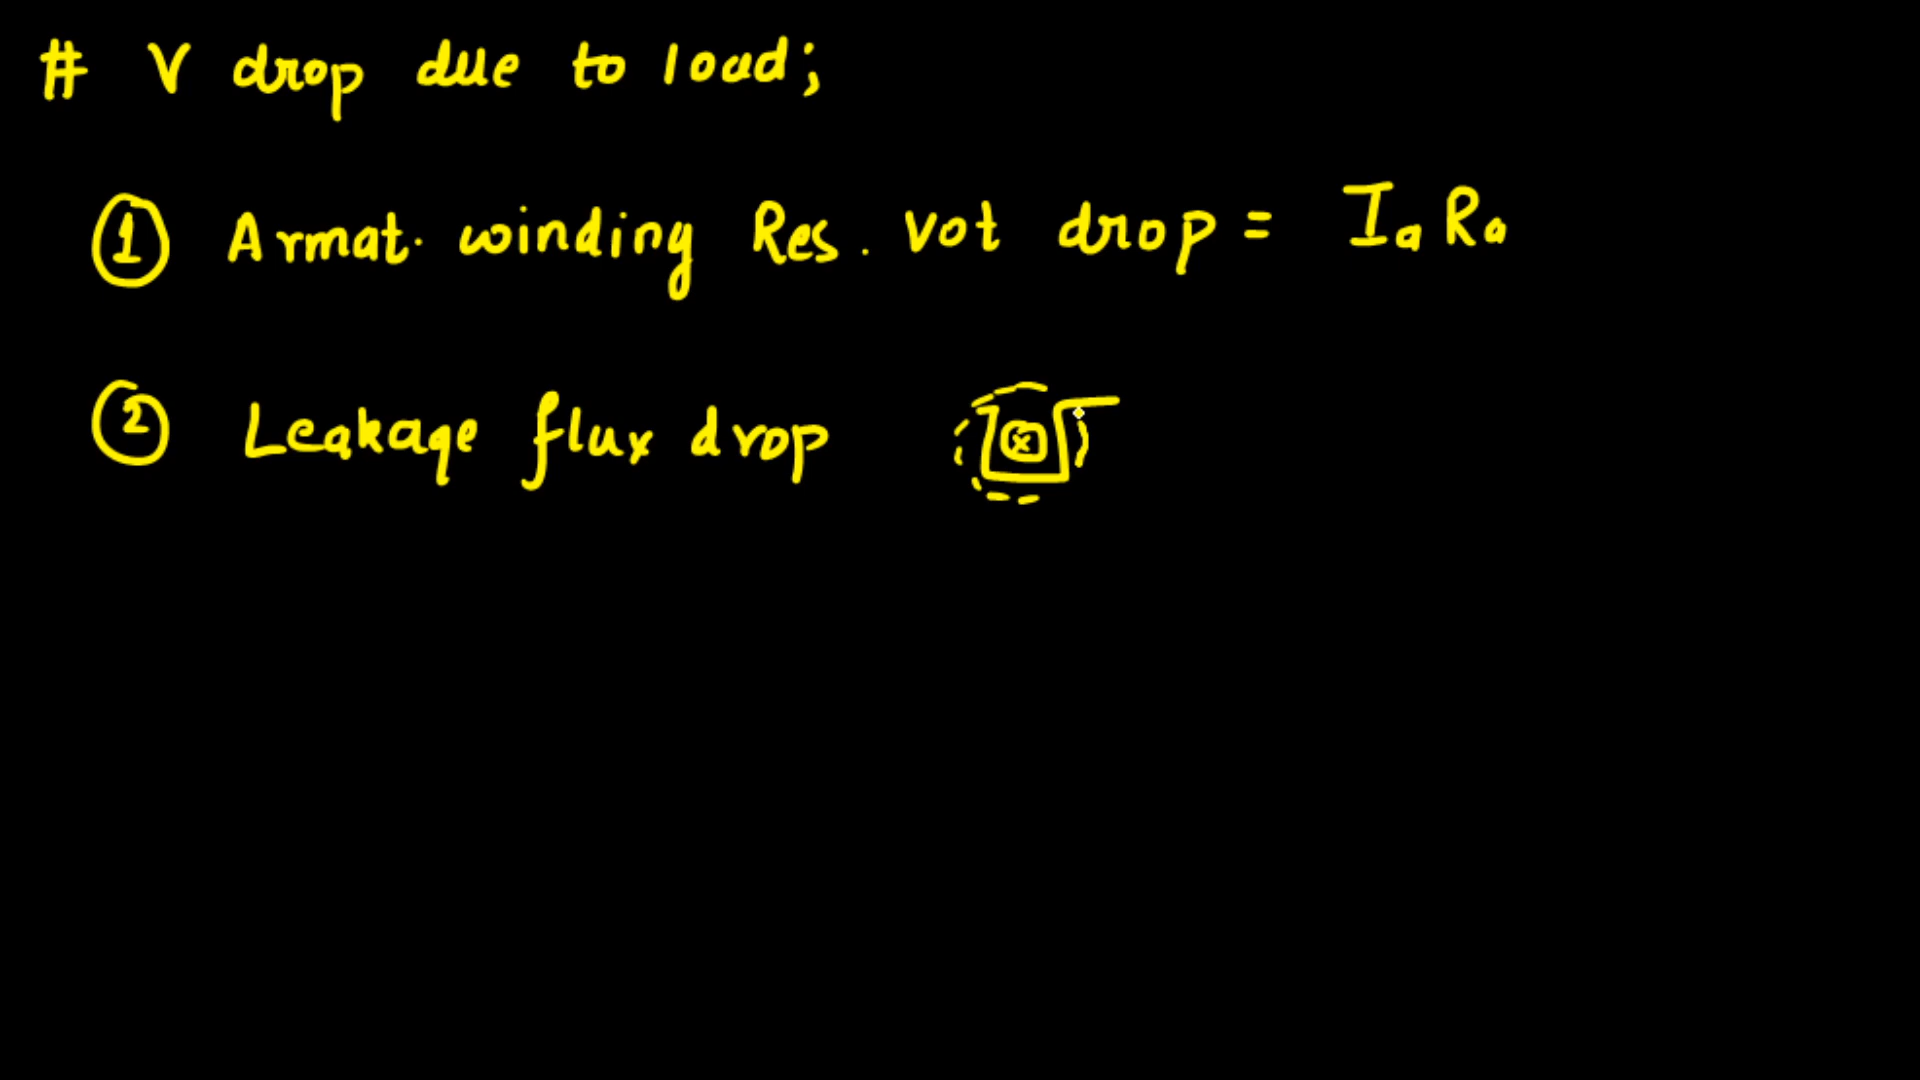 # V drop due to load;
① Armat. winding Res. vot drop = IaRa
② Leakage flux drop x